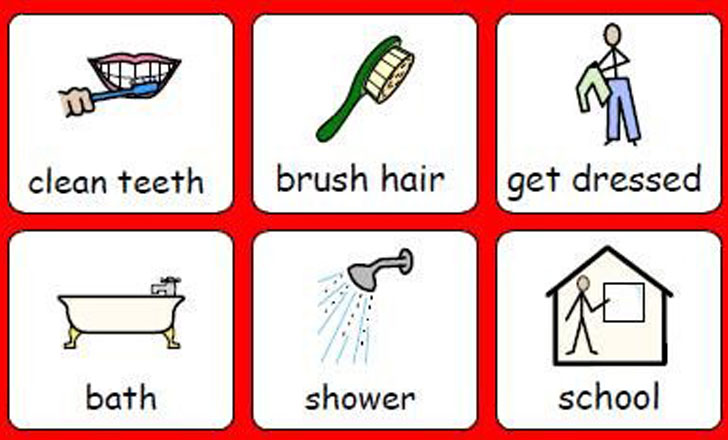 clean teeth
brush hair
get dressed
bath
shower
school